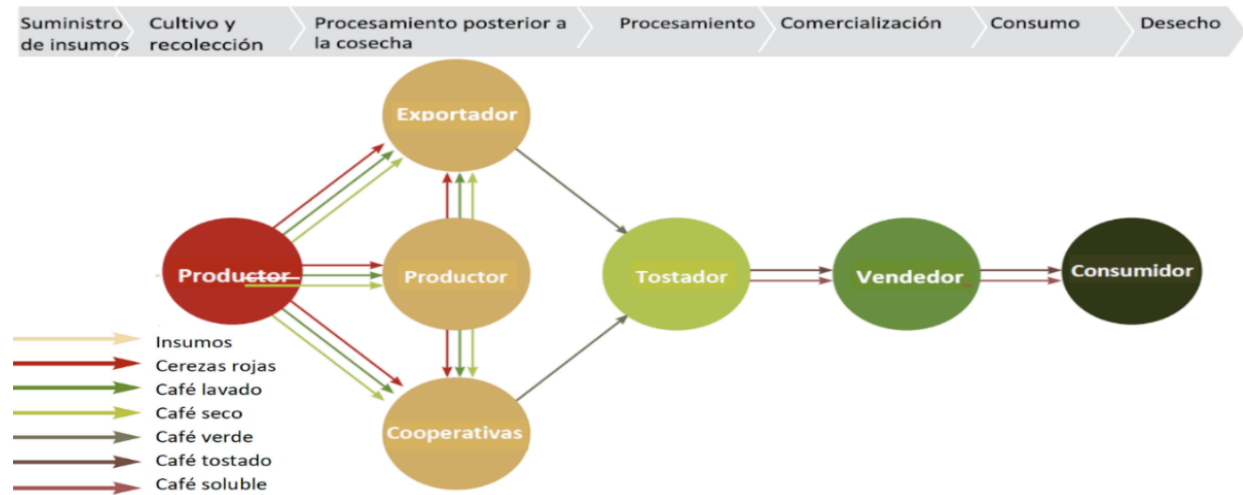 Suministro
de insumos
Cultivo y
recolección
Procesamiento posterior a
la cosecha
Procesamiento
Comercialización
Consumo
Desecho
Exportador
Productor
Productor
Tostador
Vendedor
Consumidor
Cooperativas
Insumos
Cerezas rojas
Café lavado
Café seco
Café verde
Café tostado
Café soluble